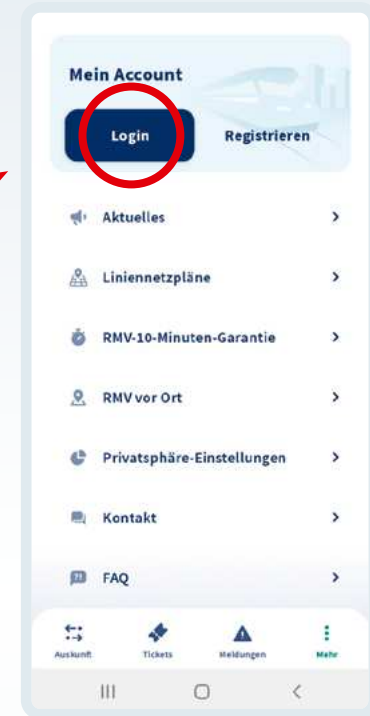 Mein Account
Login Registrieren
Aktuelles
Liniennetzpläne
RMV-10-Minuten-Garantie
RMV vor Ort
Privatsphäre-Einstellungen
Kontakt
FAQ
Auskunft Tickets Meldungen Mehr